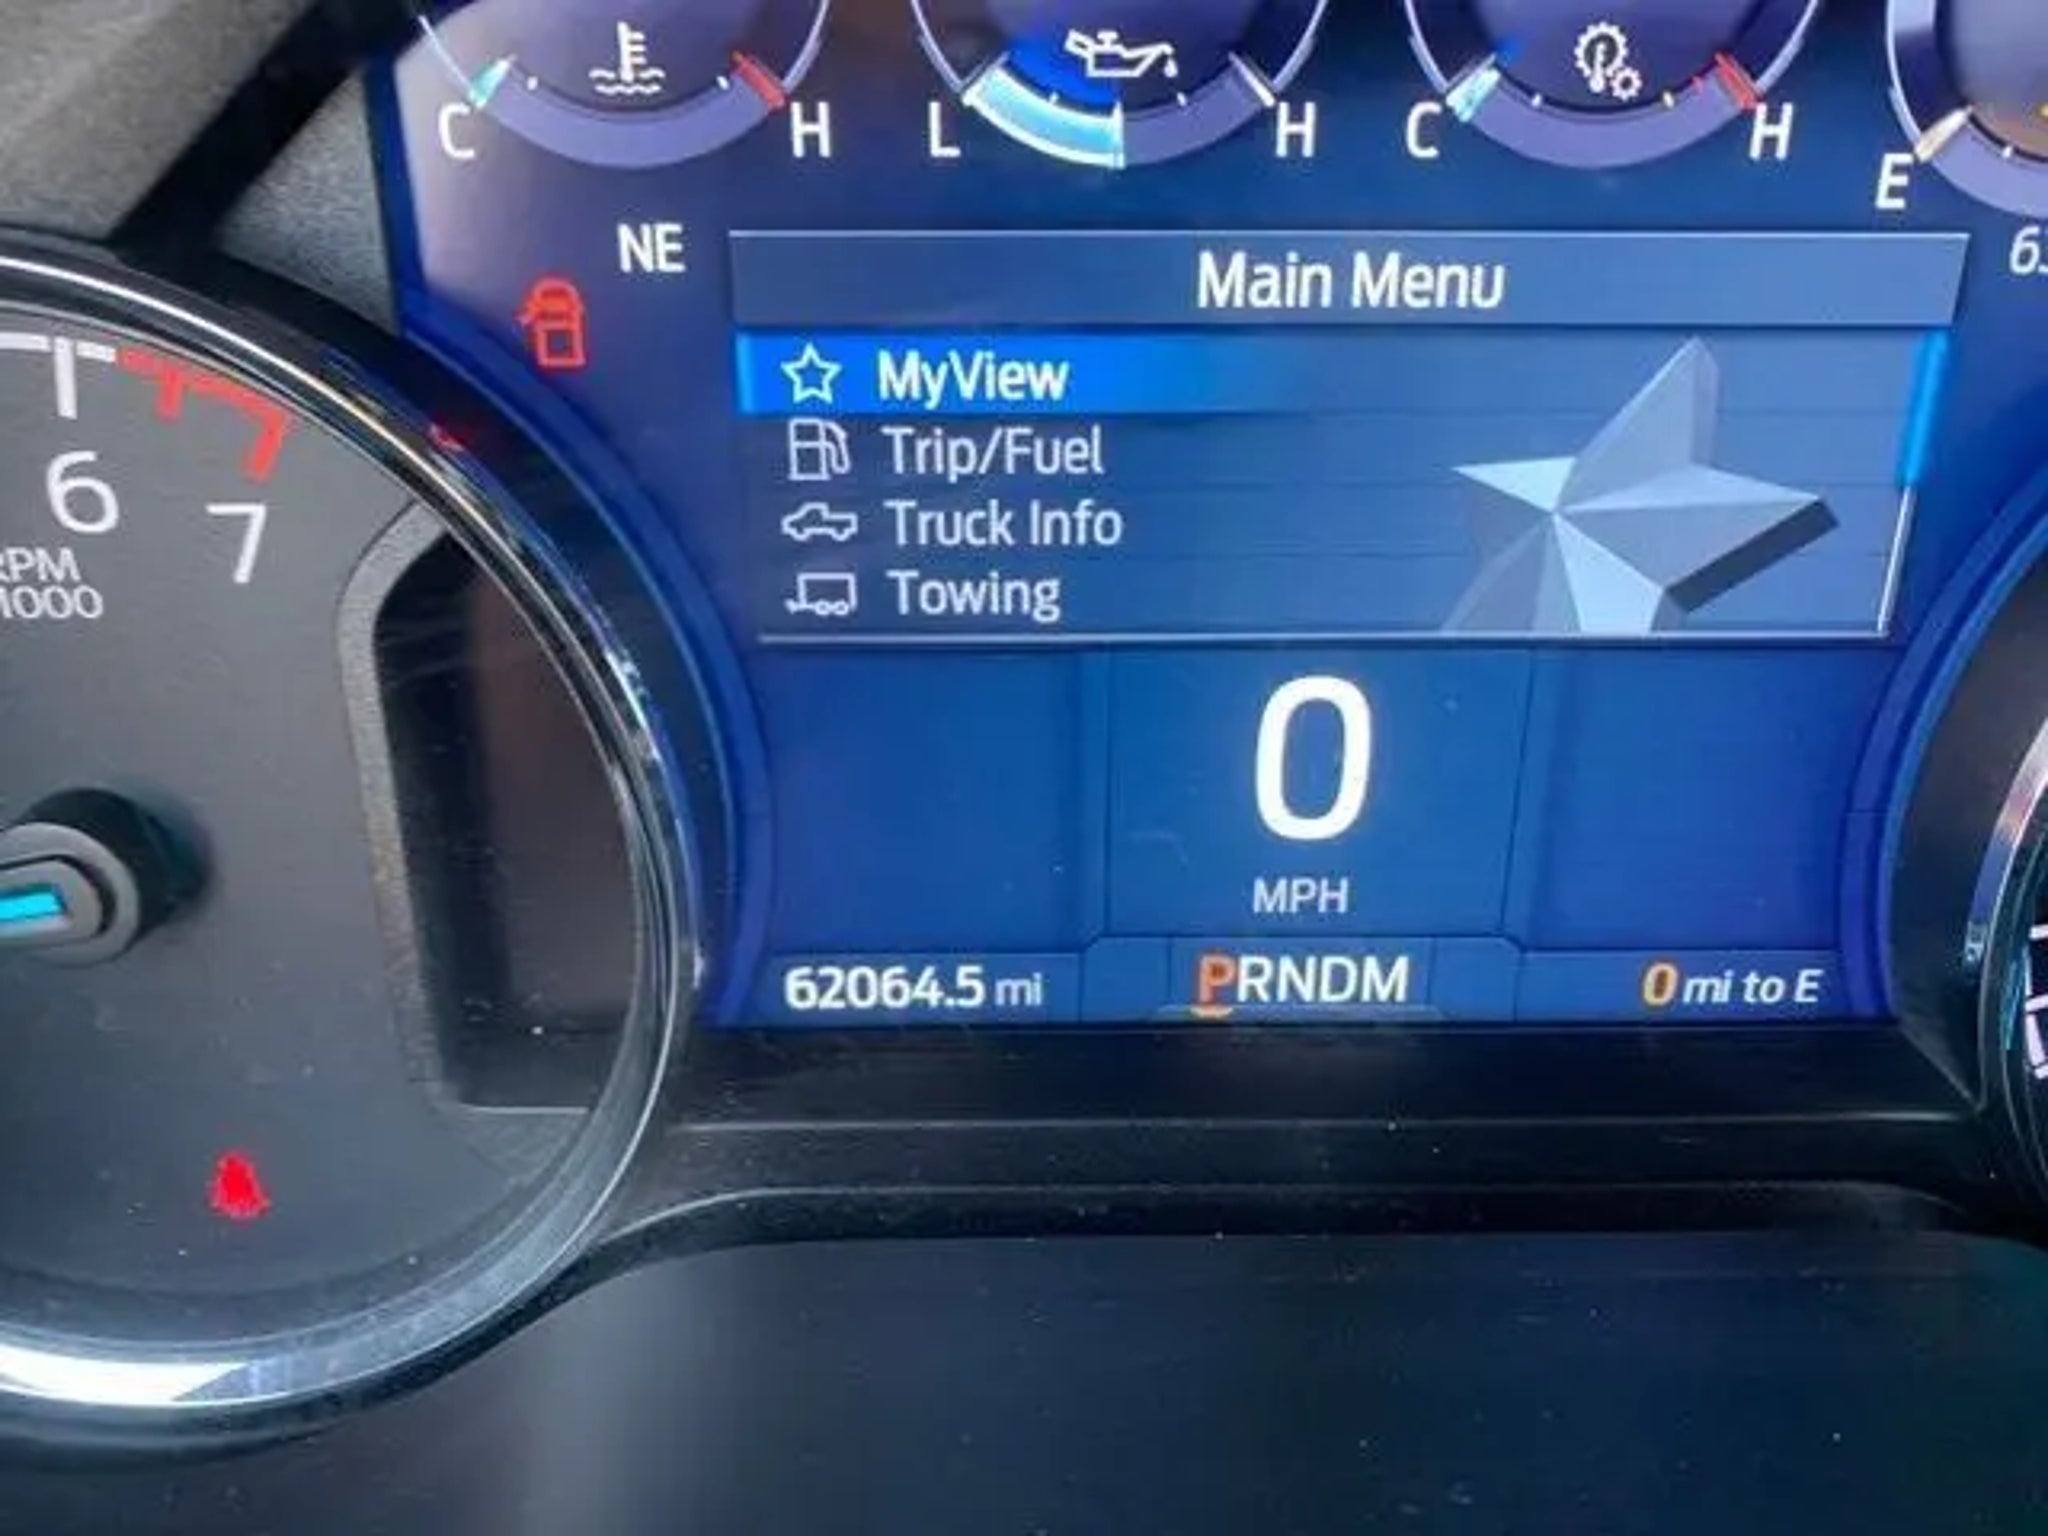 C H L H C H E
NE
Main Menu
MyView
Trip/Fuel
Truck Info
Towing
6 7
RPM
1000
0
MPH
62064.5 mi PRNDM 0 mi to E